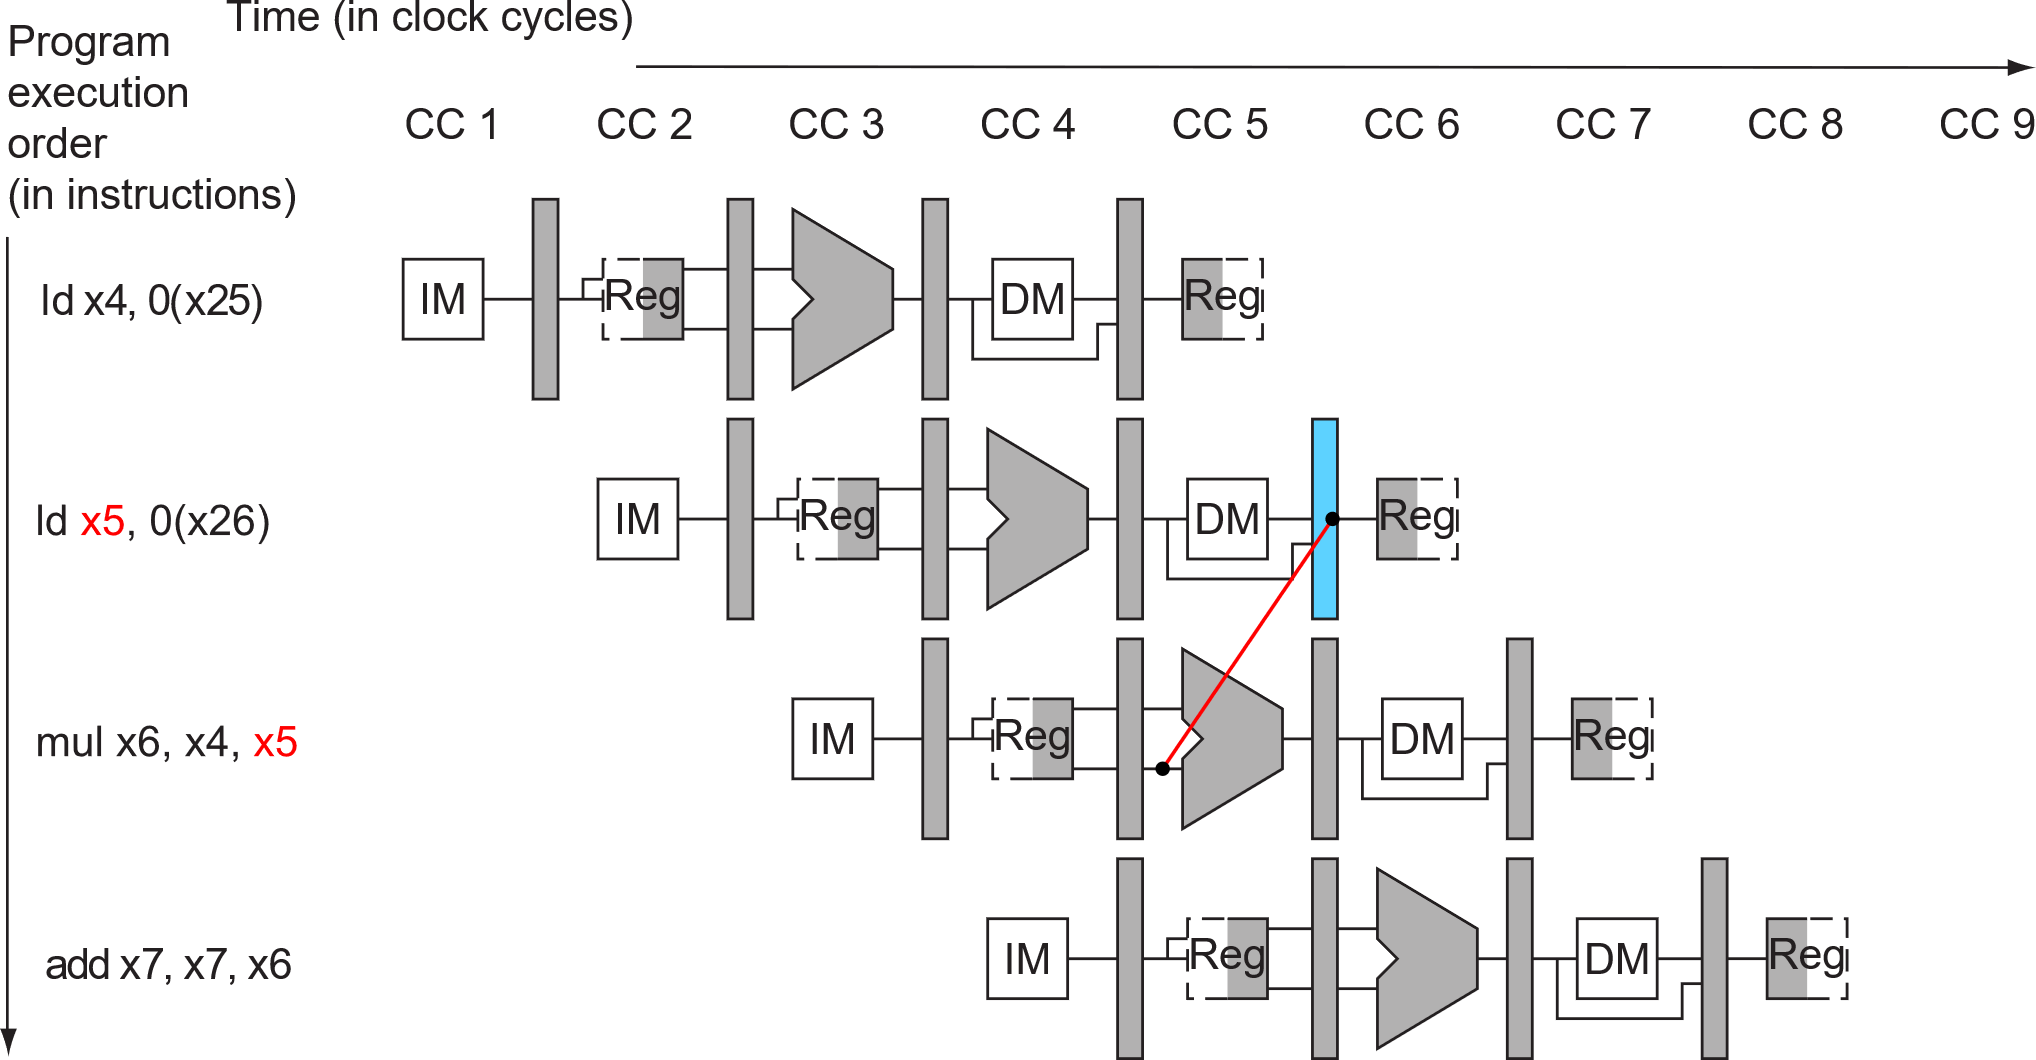 Time (in clock cycles)
Program
execution
order
(in instructions)
CC 1 CC 2 CC 3 CC 4 CC 5 CC 6 CC 7 CC 8 CC 9
ld x4, 0(x25) IM Reg DM Reg
ld x5, 0(x26) IM Reg DM Reg
mul x6, x4, x5 IM Reg DM Reg
add x7, x7, x6 IM Reg DM Reg